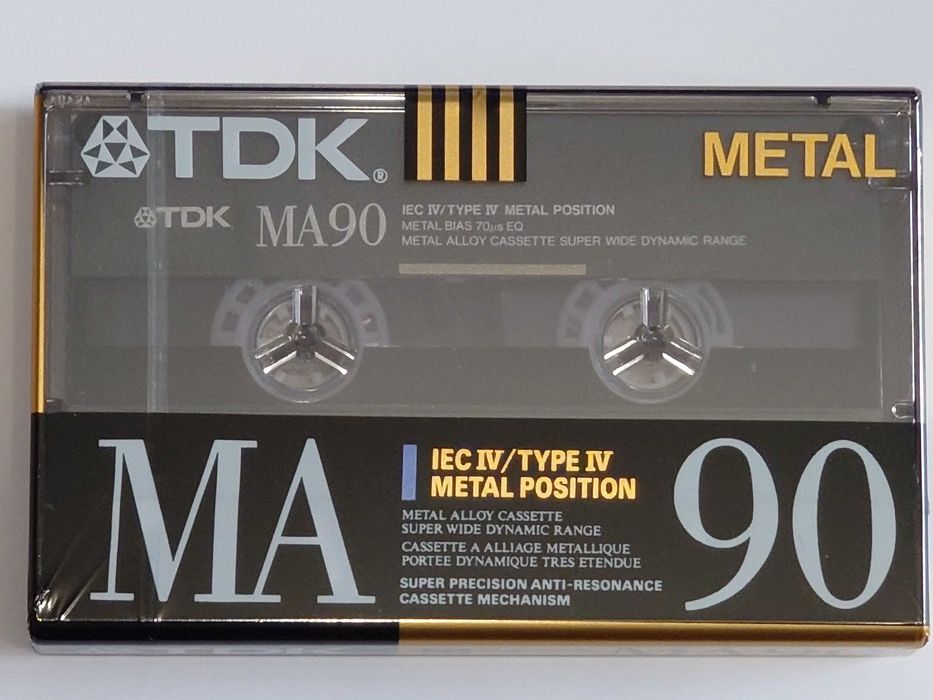 TDK®
METAL
TDK MA90
IEC IV/TYPE IV METAL POSITION
METAL BIAS 70μs EQ
METAL ALLOY CASSETTE SUPER WIDE DYNAMIC RANGE
MA
IEC IV/TYPE IV
METAL POSITION
METAL ALLOY CASSETTE
SUPER WIDE DYNAMIC RANGE
CASSETTE A ALLIAGE METALLIQUE
PORTEE DYNAMIQUE TRES ETENDUE
SUPER PRECISION ANTI-RESONANCE
CASSETTE MECHANISM
90